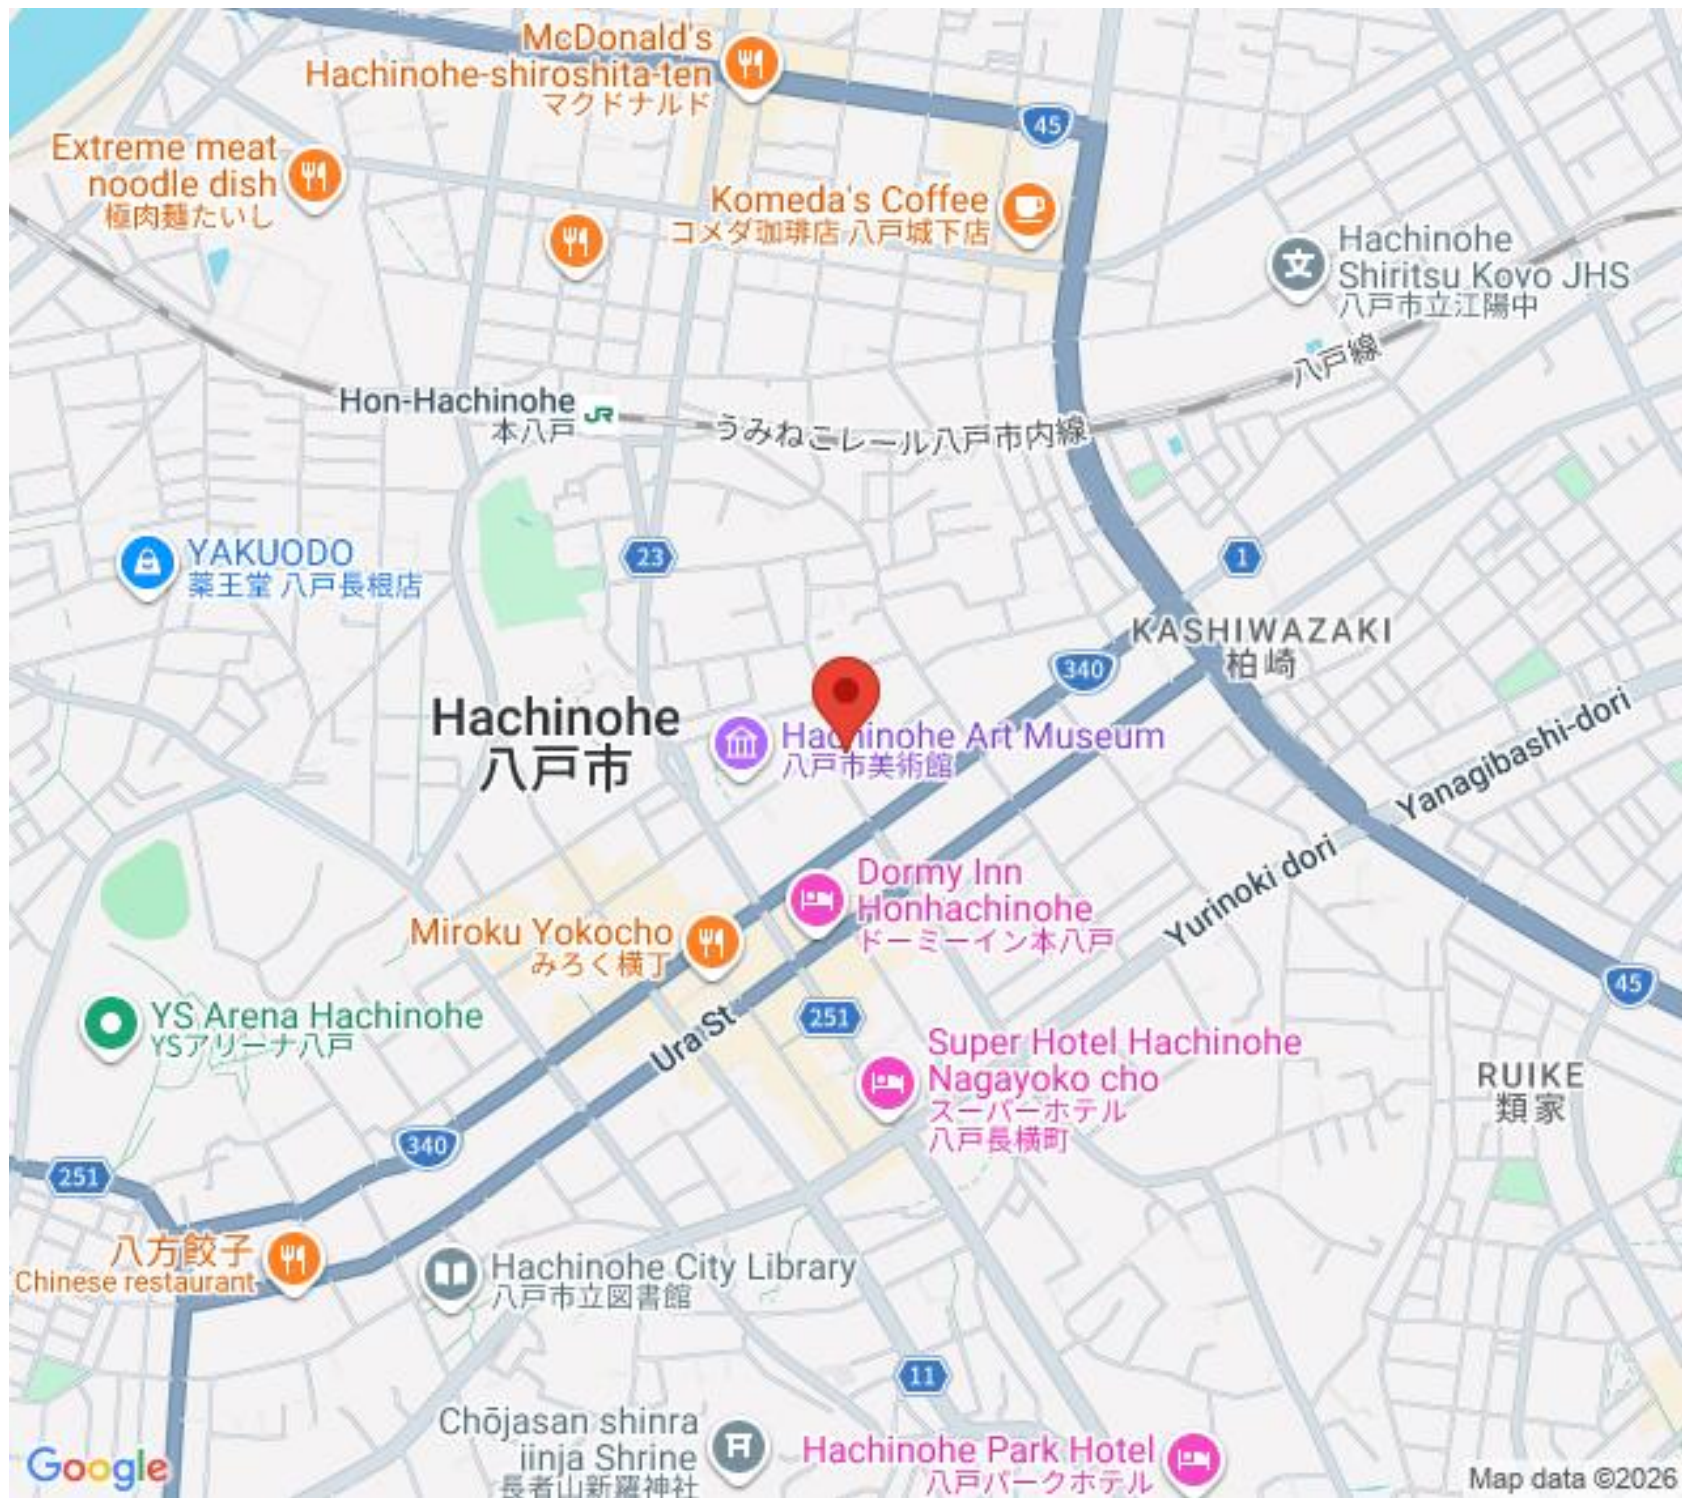 McDonald's
Hachinohe-shiroshita-ten
マクドナルド
45
Extreme meat
noodle dish
極肉麺たいし
Komeda's Coffee
コメダ珈琲店 八戸城下店
Hachinohe
Shiritsu Kovo JHS
八戸市立江陽中
八戸線
Hon-Hachinohe
本八戸
JR
うみねこレール八戸市内線
YAKUODO
薬王堂 八戸長根店
23
1
KASHIWAZAKI
柏崎
340
Hachinohe
八戸市
Hachinohe Art Museum
八戸市美術館
Yanagibashi-dori
Yurinoki dori
Dormy Inn
Honhachinohe
ドーミーイン本八戸
Miroku Yokocho
みろく横丁
45
YS Arena Hachinohe
YSアリーナ八戸
Ura St
251
Super Hotel Hachinohe
Nagayoko cho
スーパーホテル
八戸長横町
RUIKE
類家
340
251
八方餃子
Chinese restaurant
Hachinohe City Library
八戸市立図書館
11
Chōjasan shinra
iinja Shrine
長者山新羅神社
Hachinohe Park Hotel
八戸パークホテル
Google
Map data ©2026